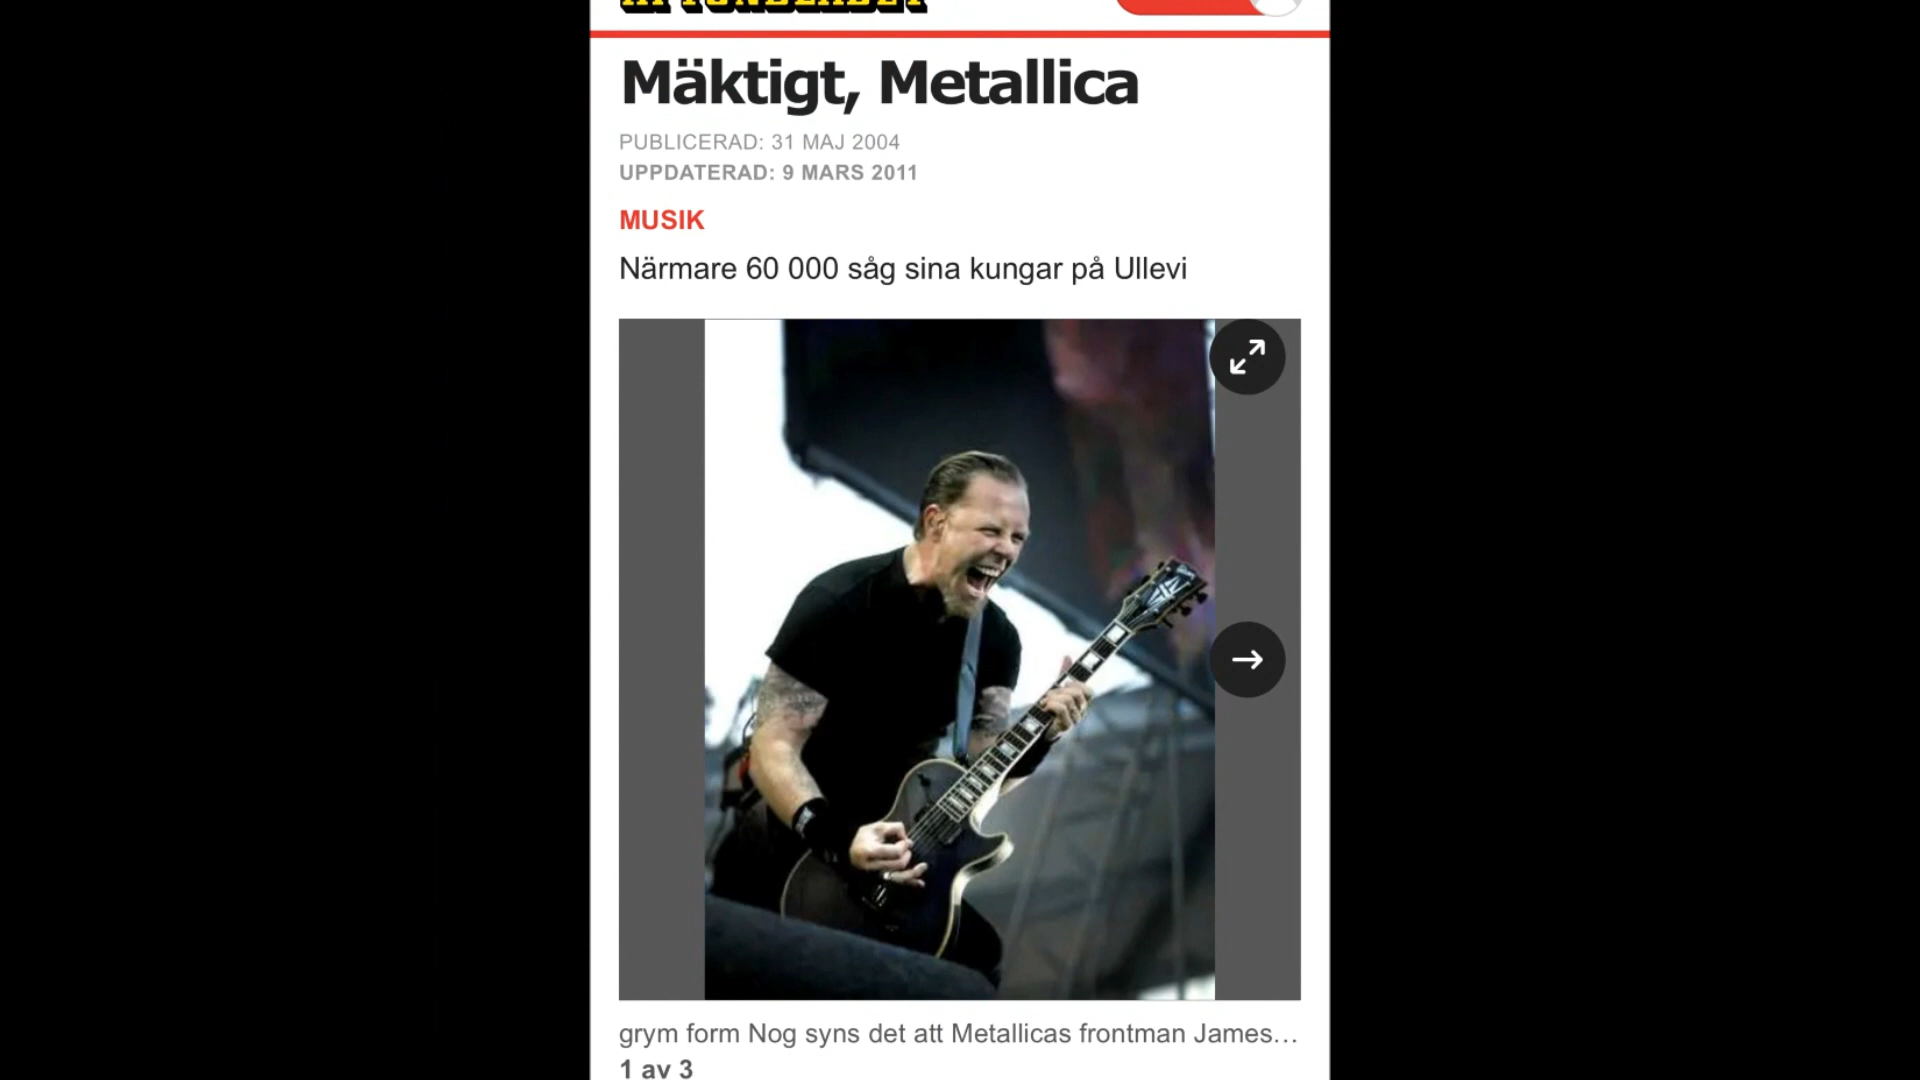 AFTONBLADET
Mäktigt, Metallica
PUBLICERAD: 31 MAJ 2004
UPPDATERAD: 9 MARS 2011
MUSIK
Närmare 60 000 såg sina kungar på Ullevi
grym form Nog syns det att Metallicas frontman James…
1 av 3